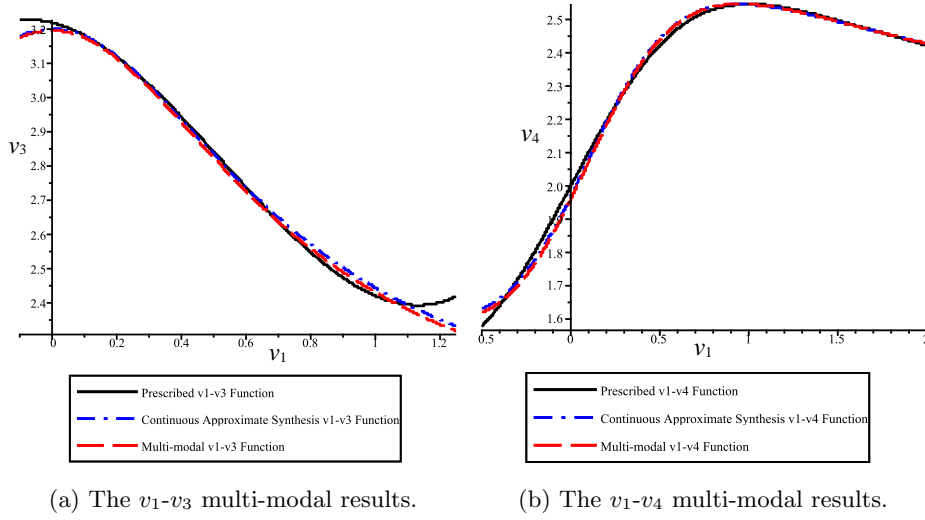 3.2
3.0
2.9
v3
2.8
2.7
2.6
2.5
2.4
0 0.2 0.4 0.6 0.8 1 1.2
v1
Prescribed v1-v3 Function
Continuous Approximate Synthesis v1-v3 Function
Multi-modal v1-v3 Function
(a) The v1-v3 multi-modal results.
2.5
2.4
2.3
2.2
v4
2.0
1.8
1.7
1.6
0.5 0 0.5 1 1.5 2
v1
Prescribed v1-v4 Function
Continuous Approximate Synthesis v1-v4 Function
Multi-modal v1-v4 Function
(b) The v1-v4 multi-modal results.